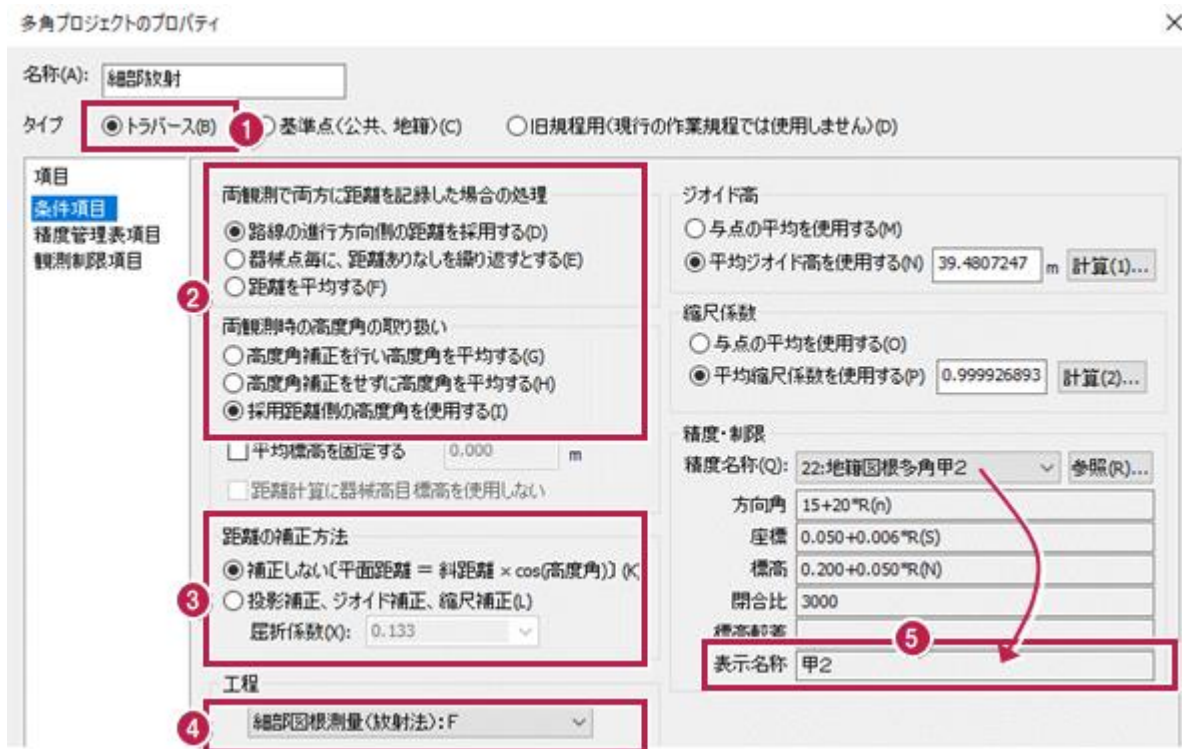 多角プロジェクトのプロパティ
×
名称(A): 細部放射
タイプ トラバース(B) 1 基準点(公共、地籍)(C) 旧規程用(現行の作業規程では使用しません)(D)
項目
条件項目
精度管理表項目
観測制限項目
2
両観測で両方に距離を記録した場合の処理
路線の進行方向側の距離を採用する(D)
器械点毎に、距離ありなしを繰り返すとする(E)
距離を平均する(F)
両観測時の高度角の取り扱い
高度角補正を行い高度角を平均する(G)
高度角補正をせずに高度角を平均する(H)
採用距離側の高度角を使用する(I)
平均標高を固定する 0.000 m
距離計算に器械高目標高を使用しない
3
距離の補正方法
補正しない〔平面距離 = 斜距離 × cos(高度角)〕(K)
投影補正、ジオイド補正、縮尺補正(L)
屈折係数(X): 0.133
工程
4 細部図根測量(放射法):F
ジオイド高
与点の平均を使用する(M)
平均ジオイド高を使用する(N) 39.4807247 m 計算(1)...
縮尺係数
与点の平均を使用する(O)
平均縮尺係数を使用する(P) 0.999926893 計算(2)...
精度・制限
精度名称(Q): 22:地籍図根多角甲2 参照(R)...
方向角 15+20*R(n)
座標 0.050+0.006*R(S)
標高 0.200+0.050*R(N)
閉合比 3000
標高較差
5
表示名称 甲2